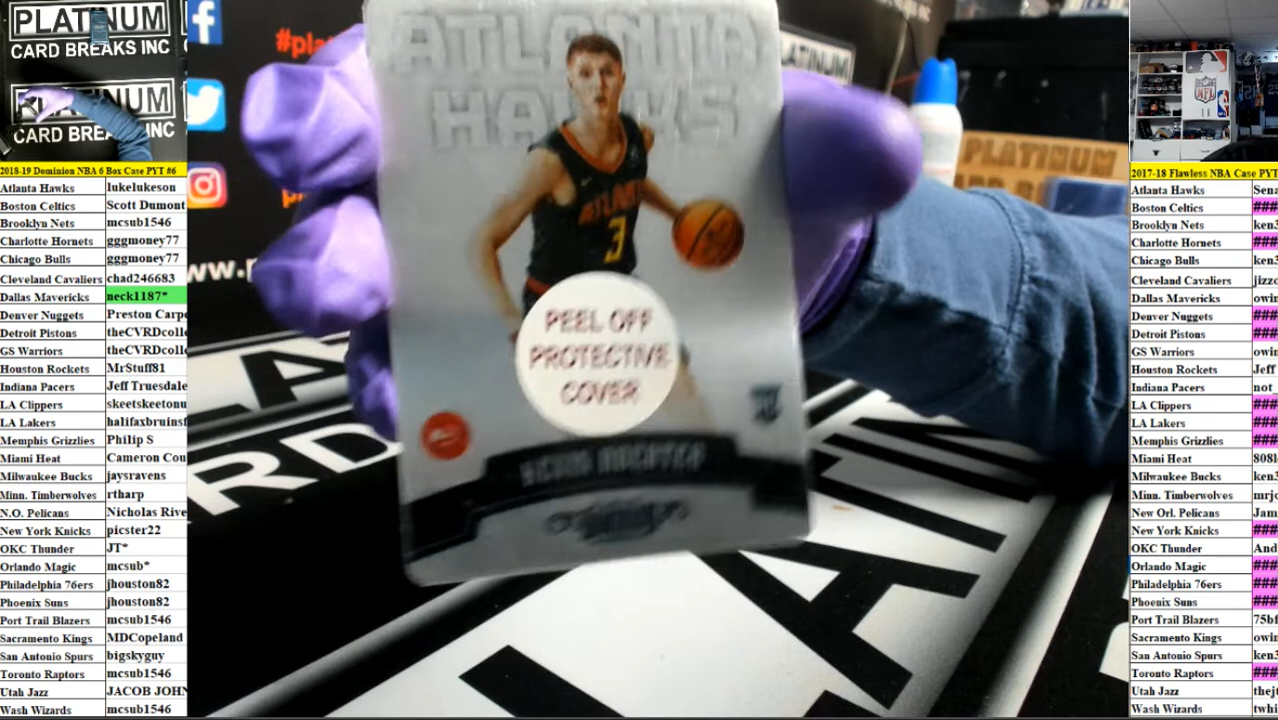 PLATINUM
CARD BREAKS INC
PLATINUM
CARD BREAKS INC
2018-19 Dominion NBA 6 Box Case PYT #6
Atlanta Hawks lukelukeson
Boston Celtics Scott Dumont
Brooklyn Nets mcsub1546
Charlotte Hornets gggmoney77
Chicago Bulls gggmoney77
Cleveland Cavaliers chad246683
Dallas Mavericks neck1187*
Denver Nuggets Preston Carpe
Detroit Pistons theCVRDcolle
GS Warriors theCVRDcolle
Houston Rockets MrStuff81
Indiana Pacers Jeff Truesdale
LA Clippers skeetskeetonu
LA Lakers halifaxbruinsf
Memphis Grizzlies Philip S
Miami Heat Cameron Cou
Milwaukee Bucks jaysravens
Minn. Timberwolves rtharp
N.O. Pelicans Nicholas Rive
New York Knicks picster22
OKC Thunder JT*
Orlando Magic mcsub*
Philadelphia 76ers jhouston82
Phoenix Suns jhouston82
Port Trail Blazers mcsub1546
Sacramento Kings MDCopeland
San Antonio Spurs bigskyguy
Toronto Raptors mcsub1546
Utah Jazz JACOB JOHN
Wash Wizards mcsub1546
#pla
www.
ATLANTA
HAWKS
ATLANTA
3
PEEL OFF
PROTECTIVE
COVER
PLATINUM
NFL
2017-18 Flawless NBA Case PYT
Atlanta Hawks Sena
Boston Celtics ###
Brooklyn Nets ken3
Charlotte Hornets ###
Chicago Bulls ken3
Cleveland Cavaliers jizzo
Dallas Mavericks owin
Denver Nuggets ###
Detroit Pistons ###
GS Warriors owin
Houston Rockets Jeff
Indiana Pacers not_
LA Clippers ###
LA Lakers ###
Memphis Grizzlies ###
Miami Heat 808l
Milwaukee Bucks ken3
Minn. Timberwolves mrjo
New Orl. Pelicans Jam
New York Knicks ###
OKC Thunder And
Orlando Magic ###
Philadelphia 76ers ###
Phoenix Suns ###
Port Trail Blazers 75bf
Sacramento Kings owin
San Antonio Spurs ken3
Toronto Raptors ###
Utah Jazz thejt
Wash Wizards twhi